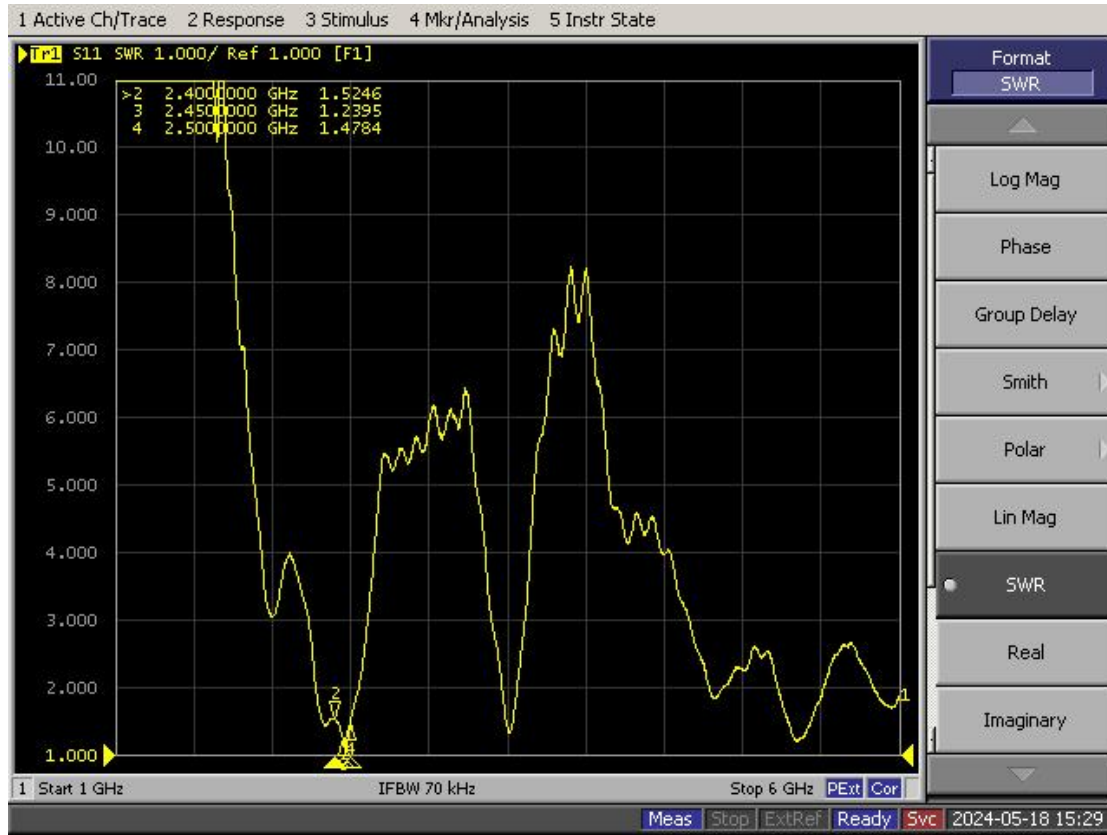 1 Active Ch/Trace 2 Response 3 Stimulus 4 Mkr/Analysis 5 Instr State
Tr1 S11 SWR 1.000/ Ref 1.000 [F1]
11.00
10.00
9.000
8.000
7.000
6.000
5.000
4.000
3.000
2.000
1.000
>2 2.4000000 GHz 1.5246
3 2.4500000 GHz 1.2395
4 2.5000000 GHz 1.4784
2
4
1
1 Start 1 GHz IFBW 70 kHz Stop 6 GHz PExt Cor
Format
SWR
Log Mag
Phase
Group Delay
Smith
Polar
Lin Mag
SWR
Real
Imaginary
Meas Stop ExtRef Ready Svc 2024-05-18 15:29